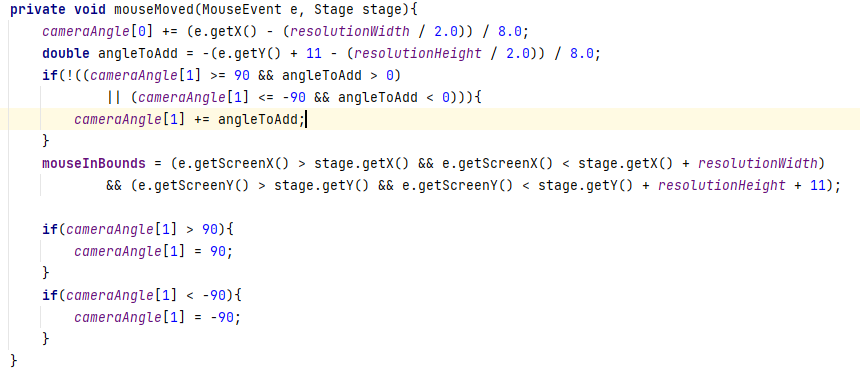 private void mouseMoved(MouseEvent e, Stage stage){
    cameraAngle[0] += (e.getX() - (resolutionWidth / 2.0)) / 8.0;
    double angleToAdd = -(e.getY() + 11 - (resolutionHeight / 2.0)) / 8.0;
    if(!((cameraAngle[1] >= 90 && angleToAdd > 0)
            || (cameraAngle[1] <= -90 && angleToAdd < 0))){
        cameraAngle[1] += angleToAdd;
    }
    mouseInBounds = (e.getScreenX() > stage.getX() && e.getScreenX() < stage.getX() + resolutionWidth)
            && (e.getScreenY() > stage.getY() && e.getScreenY() < stage.getY() + resolutionHeight + 11);

    if(cameraAngle[1] > 90){
        cameraAngle[1] = 90;
    }
    if(cameraAngle[1] < -90){
        cameraAngle[1] = -90;
    }
}